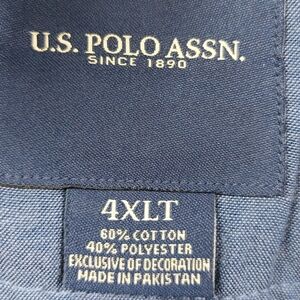 U.S. POLO ASSN.
SINCE 1890
4XLT
60% COTTON
40% POLYESTER
EXCLUSIVE OF DECORATION
MADE IN PAKISTAN